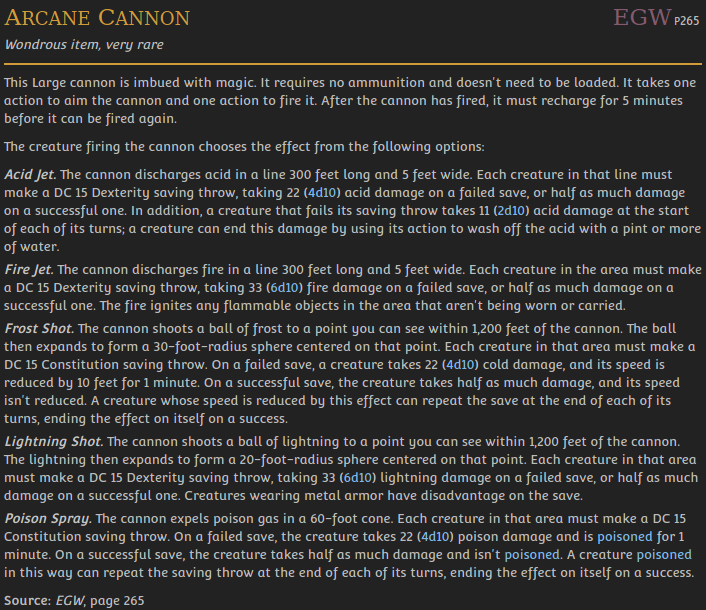 ARCANE CANNON EGW P265
Wondrous item, very rare
This Large cannon is imbued with magic. It requires no ammunition and doesn't need to be loaded. It takes one
action to aim the cannon and one action to fire it. After the cannon has fired, it must recharge for 5 minutes
before it can be fired again.
The creature firing the cannon chooses the effect from the following options:
Acid Jet. The cannon discharges acid in a line 300 feet long and 5 feet wide. Each creature in that line must
make a DC 15 Dexterity saving throw, taking 22 (4d10) acid damage on a failed save, or half as much damage
on a successful one. In addition, a creature that fails its saving throw takes 11 (2d10) acid damage at the start
of each of its turns; a creature can end this damage by using its action to wash off the acid with a pint or more
of water.
Fire Jet. The cannon discharges fire in a line 300 feet long and 5 feet wide. Each creature in the area must make
a DC 15 Dexterity saving throw, taking 33 (6d10) fire damage on a failed save, or half as much damage on a
successful one. The fire ignites any flammable objects in the area that aren't being worn or carried.
Frost Shot. The cannon shoots a ball of frost to a point you can see within 1,200 feet of the cannon. The ball
then expands to form a 30-foot-radius sphere centered on that point. Each creature in that area must make a
DC 15 Constitution saving throw. On a failed save, a creature takes 22 (4d10) cold damage, and its speed is
reduced by 10 feet for 1 minute. On a successful save, the creature takes half as much damage, and its speed
isn't reduced. A creature whose speed is reduced by this effect can repeat the save at the end of each of its
turns, ending the effect on itself on a success.
Lightning Shot. The cannon shoots a ball of lightning to a point you can see within 1,200 feet of the cannon.
The lightning then expands to form a 20-foot-radius sphere centered on that point. Each creature in that area
must make a DC 15 Dexterity saving throw, taking 33 (6d10) lightning damage on a failed save, or half as much
damage on a successful one. Creatures wearing metal armor have disadvantage on the save.
Poison Spray. The cannon expels poison gas in a 60-foot cone. Each creature in that area must make a DC 15
Constitution saving throw. On a failed save, the creature takes 22 (4d10) poison damage and is poisoned for 1
minute. On a successful save, the creature takes half as much damage and isn't poisoned. A creature poisoned
in this way can repeat the saving throw at the end of each of its turns, ending the effect on itself on a success.
Source: EGW, page 265